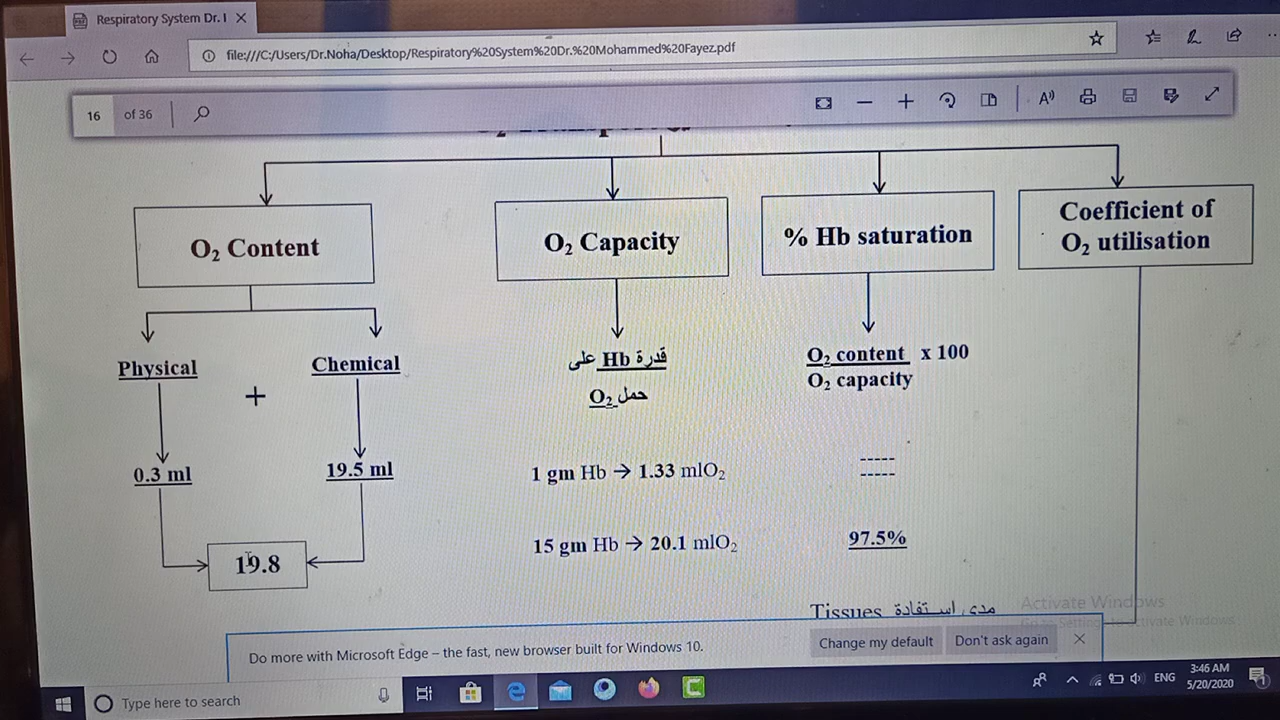 Respiratory System Dr. I
file:///C:/Users/Dr.Noha/Desktop/Respiratory%20System%20Dr.%20Mohammed%20Fayez.pdf
16 of 36
O₂ Content
O₂ Capacity
% Hb saturation
Coefficient of
O₂ utilisation
Physical
+
Chemical
قدرة Hb على
حمل O₂
O₂ content x 100
O₂ capacity
0.3 ml
19.5 ml
1 gm Hb → 1.33 mlO₂
-----
-----
19.8
15 gm Hb → 20.1 mlO₂
97.5%
مدى استفادة Tissues
Activate Windows
Do more with Microsoft Edge – the fast, new browser built for Windows 10.
Change my default
Don't ask again
Type here to search
ENG
3:46 AM
5/20/2020